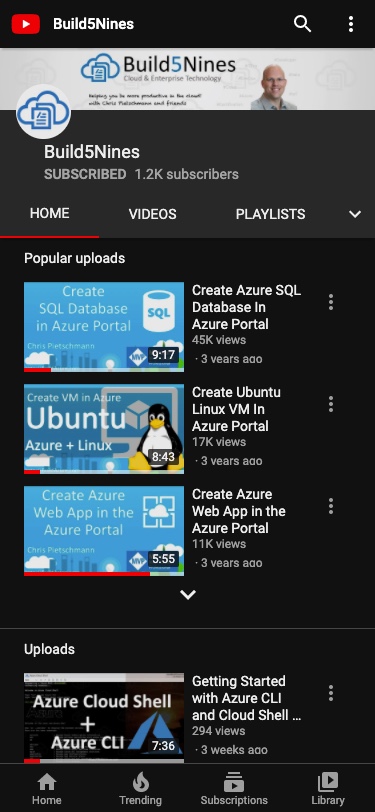 Build5Nines
Build5Nines
Cloud & Enterprise Technology
helping you be more productive in the cloud!
with Chris Pietschmann and friends
Build5Nines
SUBSCRIBED 1.2K subscribers
HOME VIDEOS PLAYLISTS
Popular uploads
Create
SQL Database
in Azure Portal
Chris Pietschmann
SQL
MVP
9:17
Create Azure SQL
Database In
Azure Portal
45K views
· 3 years ago
Create VM in Azure
Ubuntu
Azure + Linux
8:43
Create Ubuntu
Linux VM In
Azure Portal
17K views
· 3 years ago
Create Azure
Web App in the
Azure Portal
Chris Pietschmann
MVP
5:55
Create Azure
Web App in the
Azure Portal
11K views
· 3 years ago
Uploads
Azure Cloud Shell
+
Azure CLI
7:36
Getting Started
with Azure CLI
and Cloud Shell ...
294 views
· 3 weeks ago
Home Trending Subscriptions Library